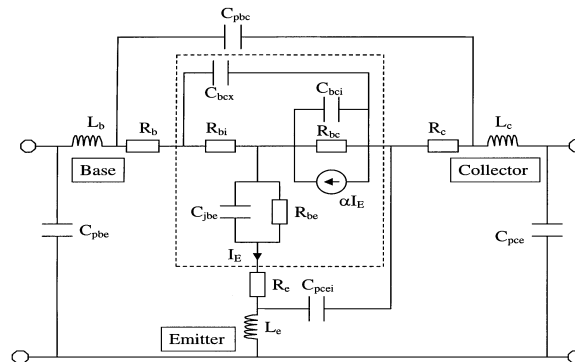 C_pbc
C_bcx
C_bci
L_b
R_b
R_bi
R_bc
R_c
L_c
Base
Collector
αI_E
C_jbe
R_be
C_pbe
C_pce
I_E
R_e
C_pcei
L_e
Emitter